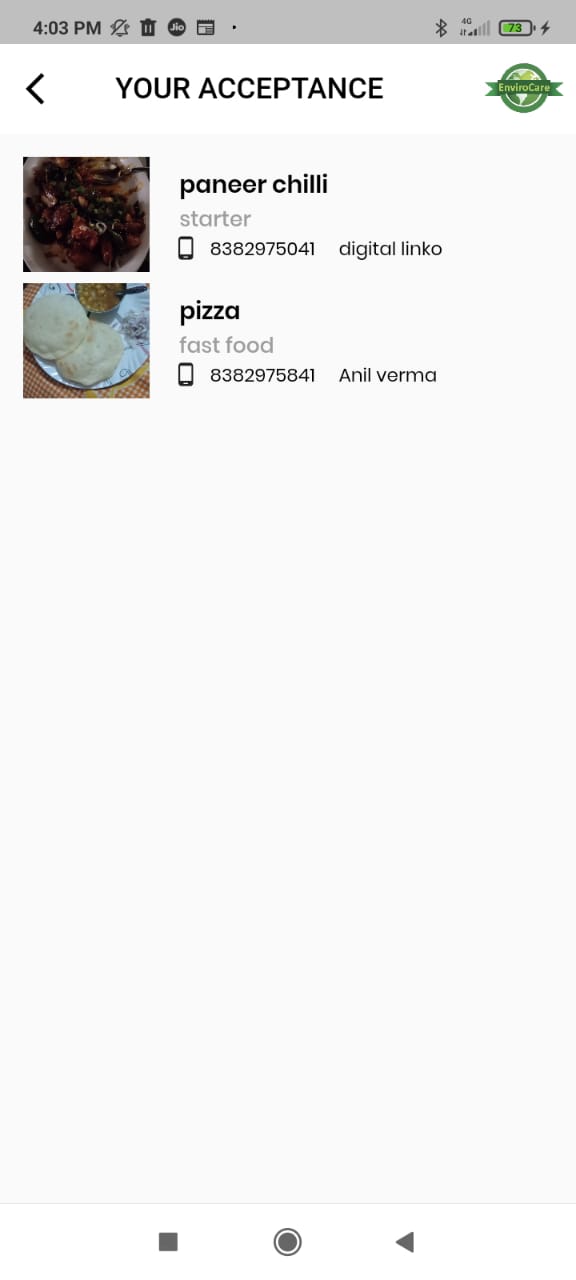 4:03 PM Jio 4G 73
YOUR ACCEPTANCE
EnviroCare
paneer chilli
starter
8382975041 digital linko
pizza
fast food
8382975841 Anil verma